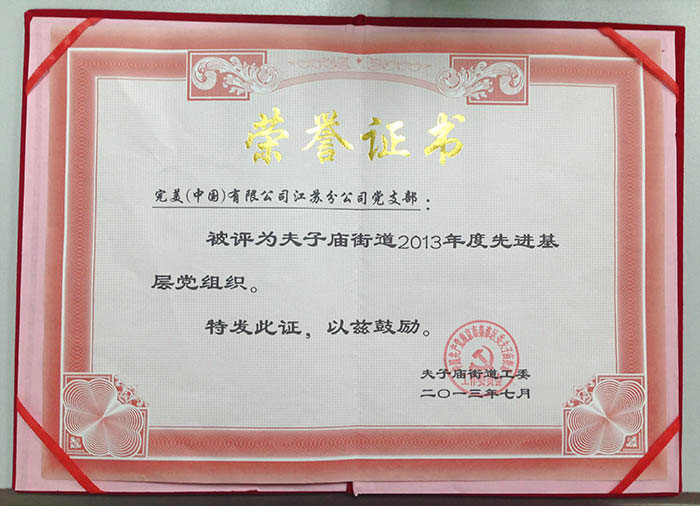 荣誉证书
完美(中国)有限公司江苏分公司党支部：
被评为夫子庙街道2013年度先进基
层党组织。
特发此证，以兹鼓励。
夫子庙街道工委
二〇一三年七月